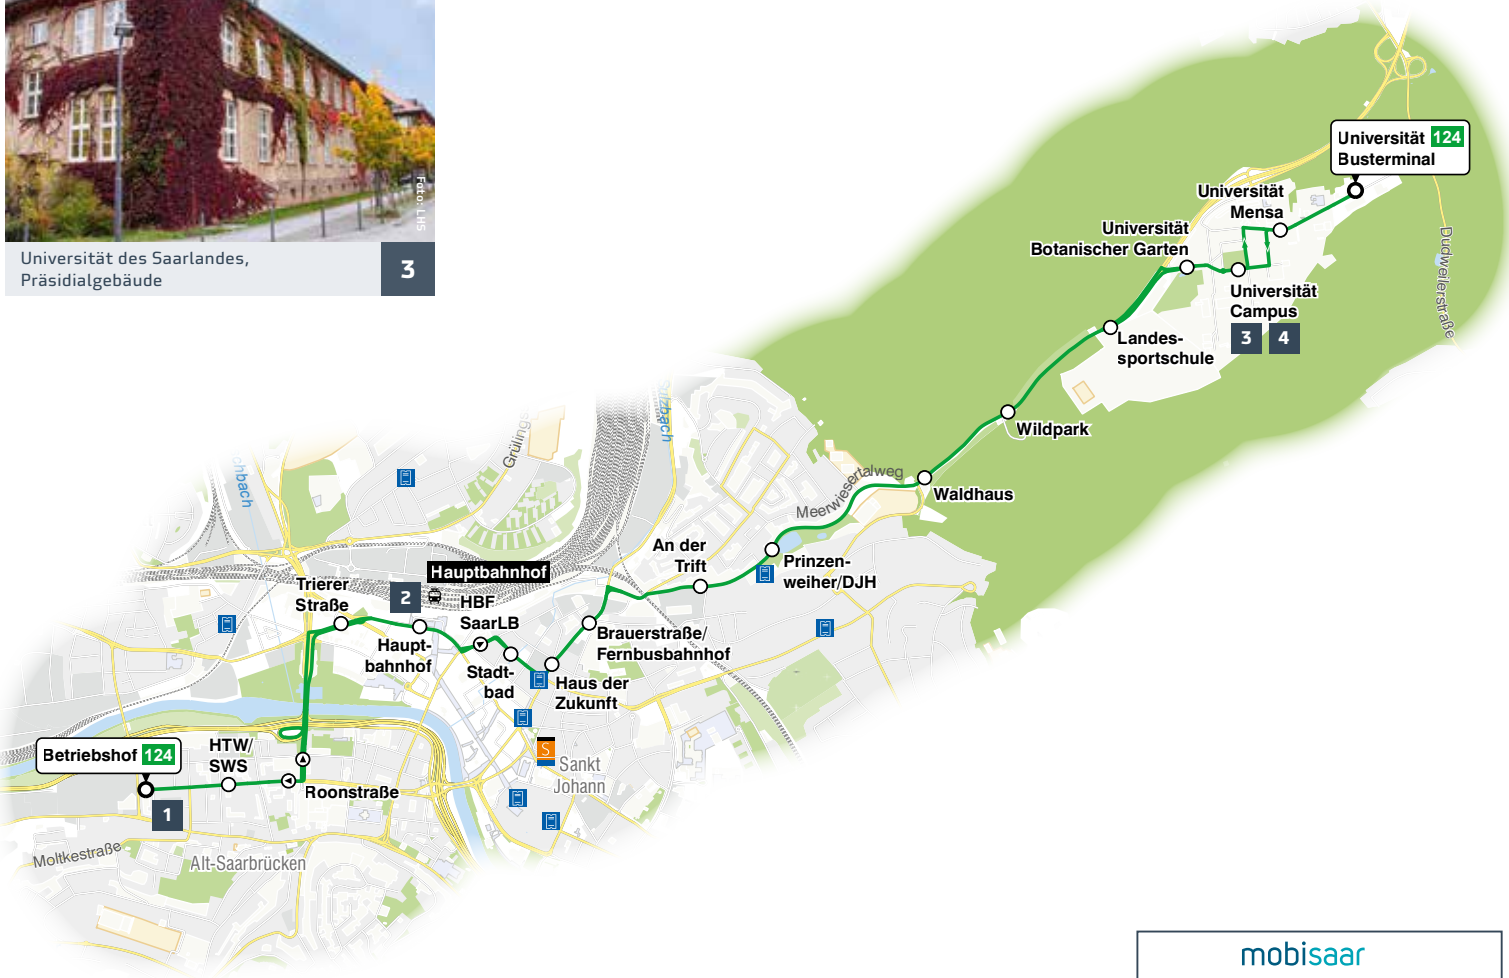 Foto: LHS
Universität des Saarlandes,
Präsidialgebäude
3
Universität 124
Busterminal
Universität
Mensa
Universität
Botanischer Garten
Universität
Campus
3 4
Dudweilerstraße
Landes-
sportschule
Wildpark
Waldhaus
Meerwiesertalweg
Sulzbach
Grülings
chbach
An der
Trift
Prinzen-
weiher/DJH
Hauptbahnhof
Trierer
Straße
2
HBF
SaarLB
Haupt-
bahnhof
Stadt-
bad
Brauerstraße/
Fernbusbahnhof
Haus der
Zukunft
S
Sankt
Johann
Betriebshof 124
HTW/
SWS
Roonstraße
1
Moltkestraße
Alt-Saarbrücken
mobisaar